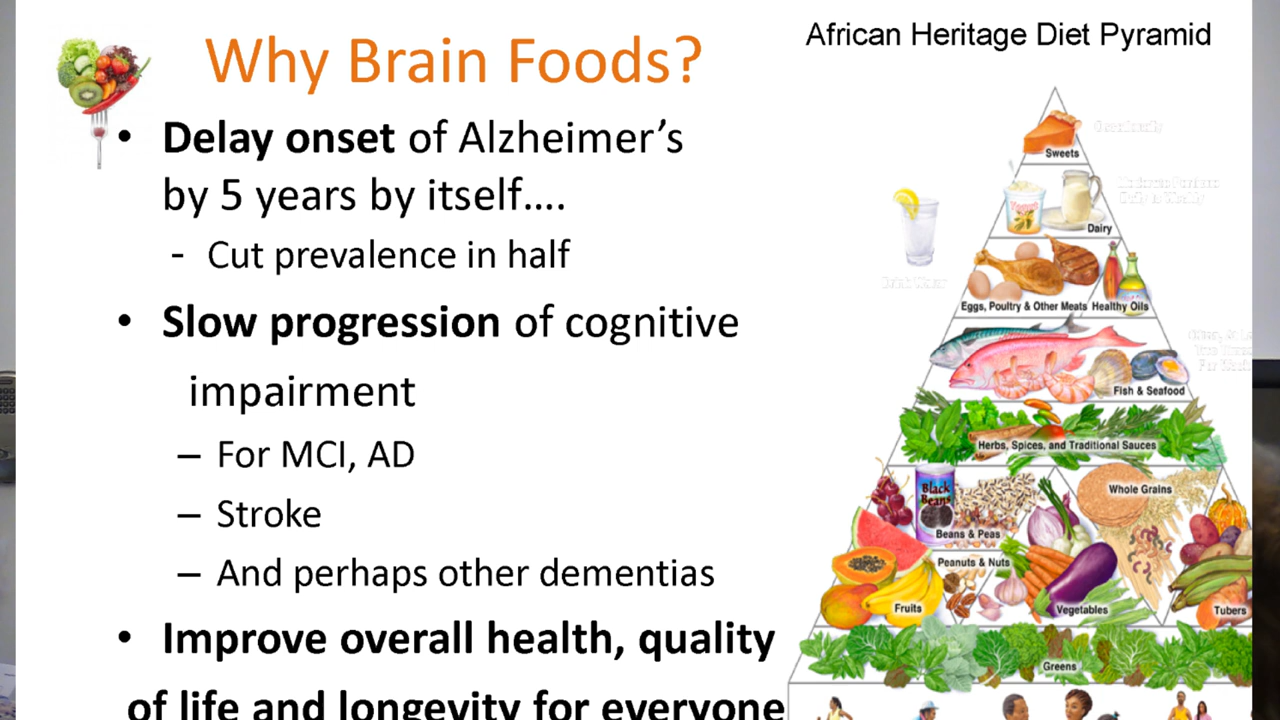 Why Brain Foods?
African Heritage Diet Pyramid
• Delay onset of Alzheimer’s
by 5 years by itself....
- Cut prevalence in half
• Slow progression of cognitive
impairment
– For MCI, AD
– Stroke
– And perhaps other dementias
• Improve overall health, quality
of life and longevity for everyone
Sweets
Dairy
Eggs, Poultry & Other Meats Healthy Oils
Fish & Seafood
Herbs, Spices, and Traditional Sauces
Black
Beans
Whole Grains
Beans & Peas
Peanuts & Nuts
Fruits
Vegetables
Tubers
Greens